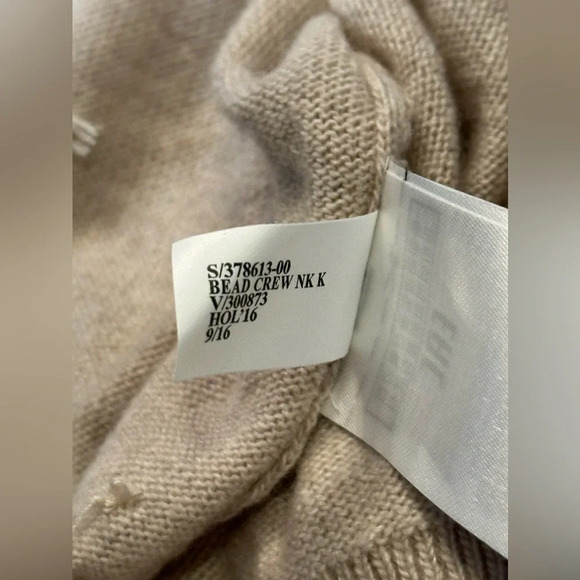 S/378613-00
BEAD CREW NK K
V/300873
HOL'16
9/16